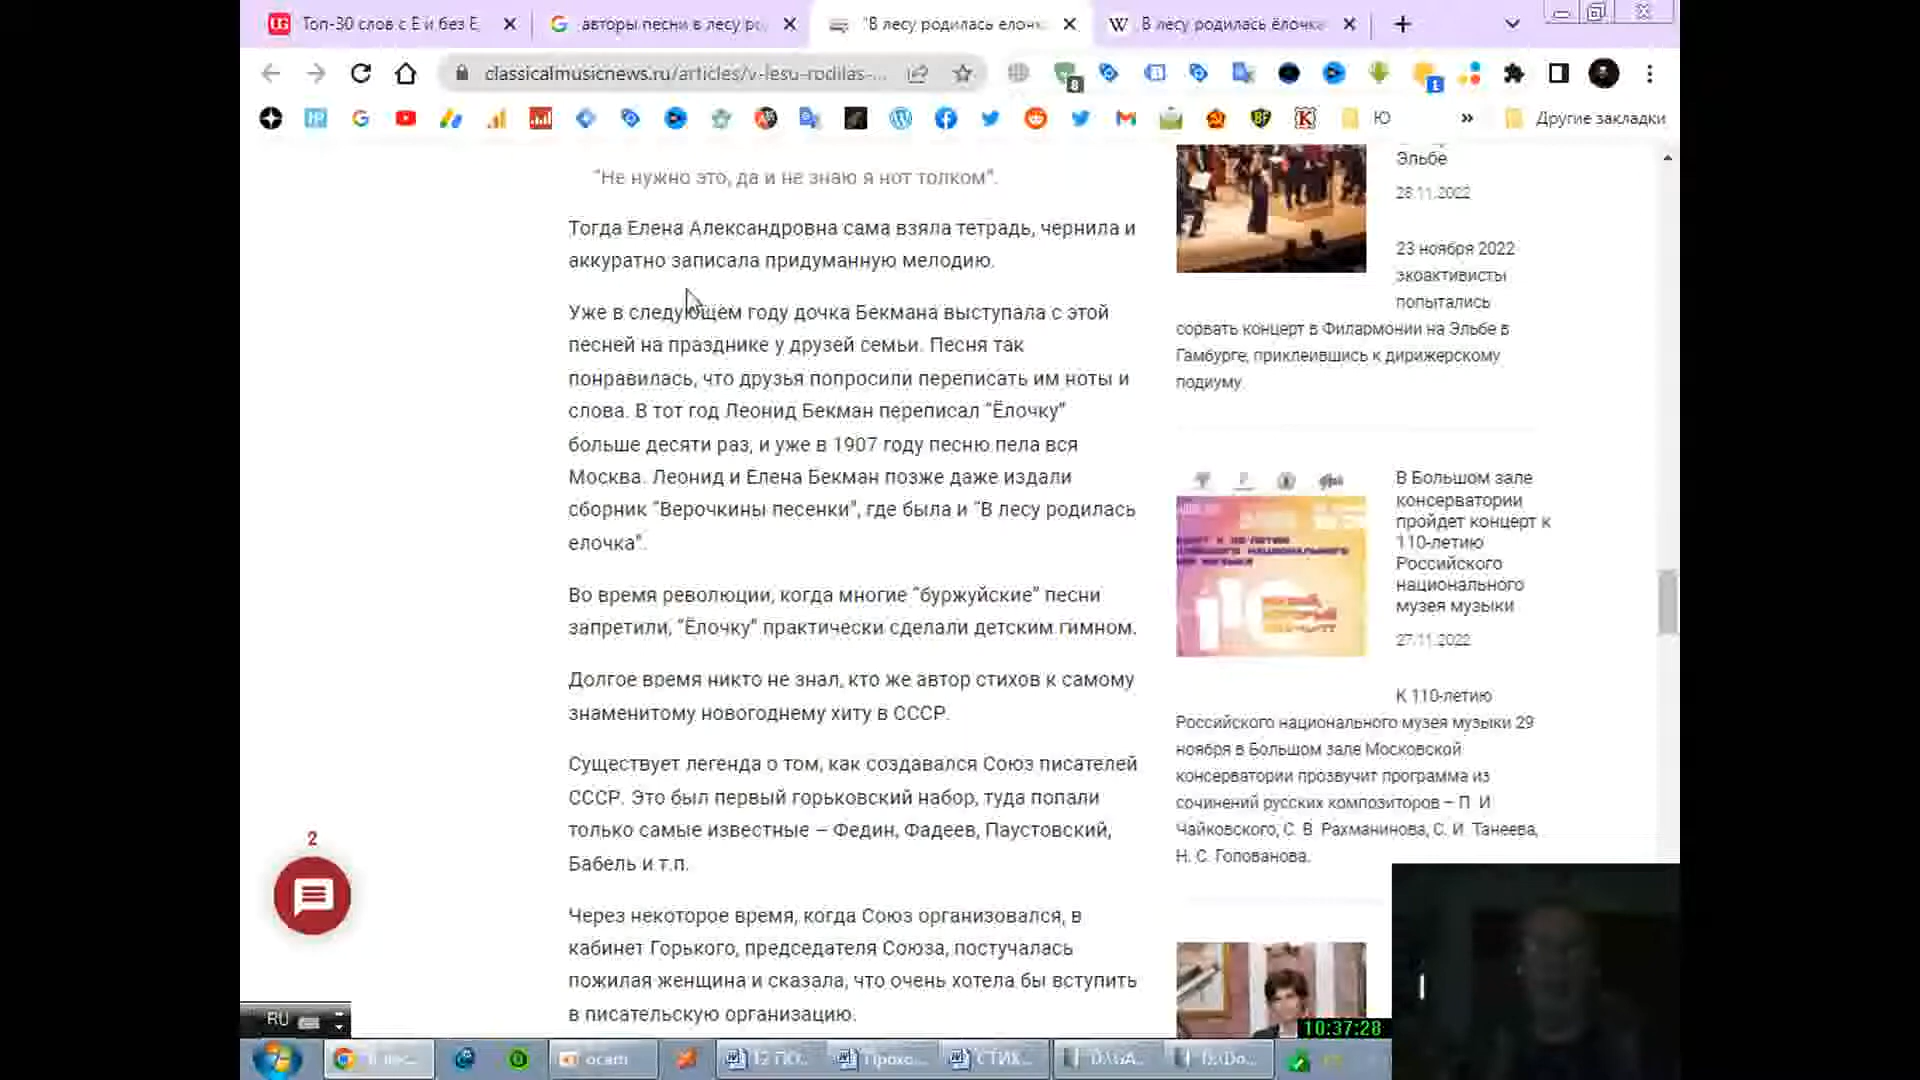 Топ-30 слов с Е и без Е,
авторы песни в лесу ро
"В лесу родилась елочк
В лесу родилась ёлочка
classicalmusicnews.ru/articles/v-lesu-rodilas-...
8
1
Ю
»
Другие закладки
"Не нужно это, да и не знаю я нот толком".
Тогда Елена Александровна сама взяла тетрадь, чернила и
аккуратно записала придуманную мелодию.
Уже в следующем году дочка Бекмана выступала с этой
песней на празднике у друзей семьи. Песня так
понравилась, что друзья попросили переписать им ноты и
слова. В тот год Леонид Бекман переписал "Ёлочку"
больше десяти раз, и уже в 1907 году песню пела вся
Москва. Леонид и Елена Бекман позже даже издали
сборник "Верочкины песенки", где была и "В лесу родилась
елочка".
Во время революции, когда многие "буржуйские" песни
запретили, "Ёлочку" практически сделали детским гимном.
Долгое время никто не знал, кто же автор стихов к самому
знаменитому новогоднему хиту в СССР.
Существует легенда о том, как создавался Союз писателей
СССР. Это был первый горьковский набор, туда попали
только самые известные – Федин, Фадеев, Паустовский,
Бабель и т.п.
Через некоторое время, когда Союз организовался, в
кабинет Горького, председателя Союза, постучалась
пожилая женщина и сказала, что очень хотела бы вступить
в писательскую организацию.
Эльбе
28.11.2022
23 ноября 2022
экоактивисты
попытались
сорвать концерт в Филармонии на Эльбе в
Гамбурге, приклеившись к дирижерскому
подиуму.
В Большом зале
консерватории
пройдет концерт к
110-летию
Российского
национального
музея музыки
27.11.2022
К 110-летию
Российского национального музея музыки 29
ноября в Большом зале Московской
консерватории прозвучит программа из
сочинений русских композиторов – П. И.
Чайковского, С. В. Рахманинова, С. И. Танеева,
Н. С. Голованова.
2
RU
10:37:28
ocam
12 ПО...
Прохо...
СТИХ...
D:\GA...
D:\Do...